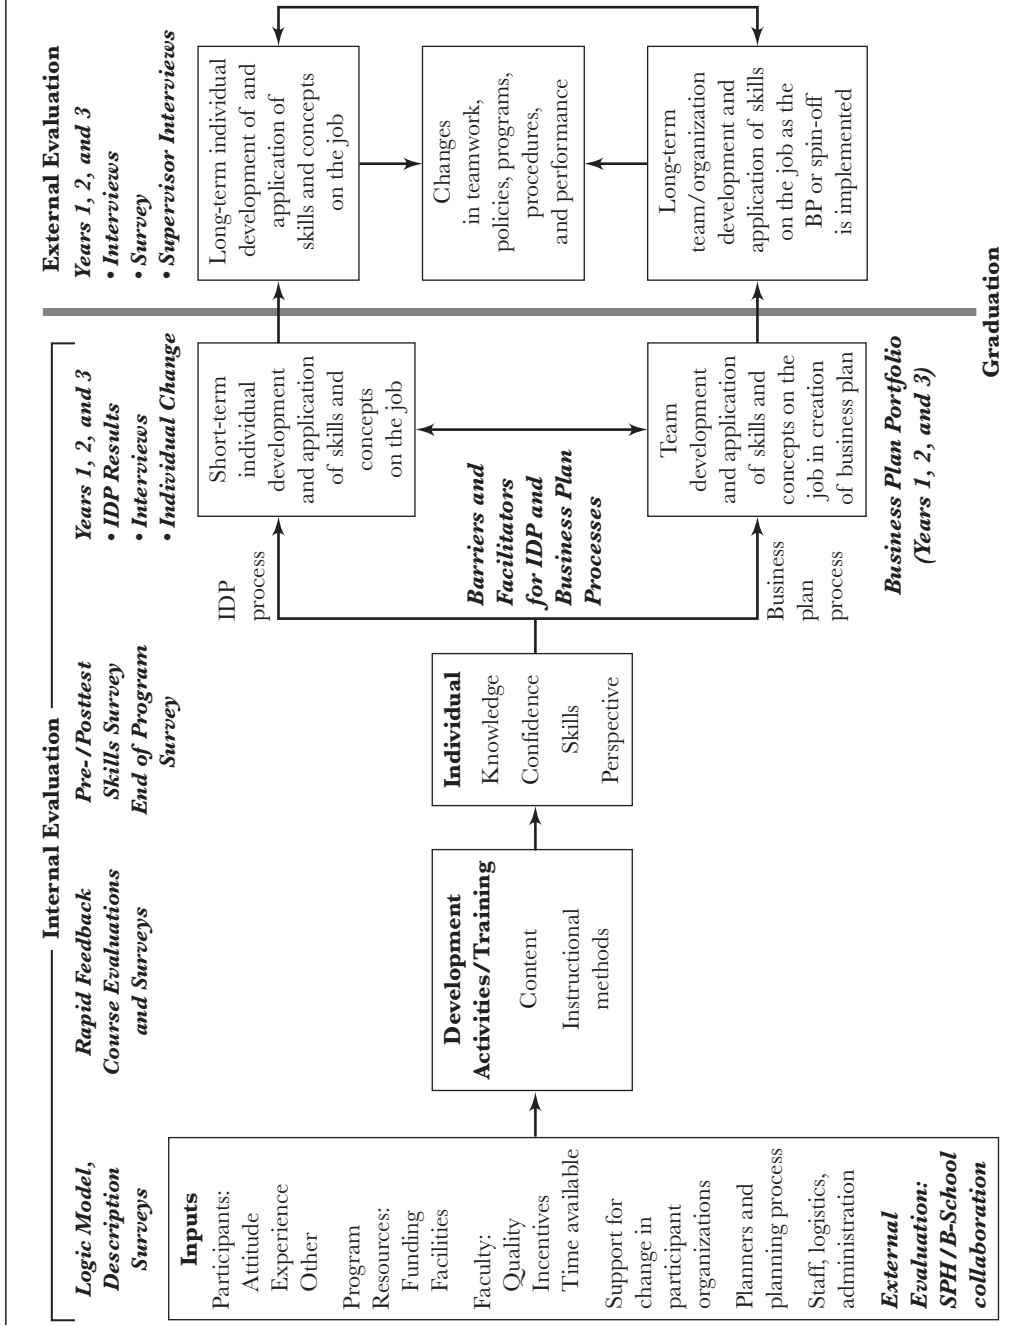 Internal Evaluation
External Evaluation
Logic Model,
Description
Surveys
Rapid Feedback
Course Evaluations
and Surveys
Pre-/Posttest
Skills Survey
End of Program
Survey
Years 1, 2, and 3
• IDP Results
• Interviews
• Individual Change
Years 1, 2, and 3
• Interviews
• Survey
• Supervisor Interviews
Inputs
Participants:
Attitude
Experience
Other
Program
Resources:
Funding
Facilities
Faculty:
Quality
Incentives
Time available
Support for
change in
participant
organizations
Planners and
planning process
Staff, logistics,
administration
External
Evaluation:
SPH/B-School
collaboration
Development
Activities/Training
Content
Instructional
methods
Individual
Knowledge
Confidence
Skills
Perspective
IDP
process
Barriers and
Facilitators
for IDP and
Business Plan
Processes
Business
plan
process
Short-term
individual
development
and application
of skills and
concepts
on the job
Team
development
and application
of skills and
concepts on the
job in creation
of business plan
Business Plan Portfolio
(Years 1, 2, and 3)
Long-term individual
development of and
application of
skills and concepts
on the job
Changes
in teamwork,
policies, programs,
procedures,
and performance
Long-term
team/organization
development and
application of skills
on the job as the
BP or spin-off
is implemented
Graduation